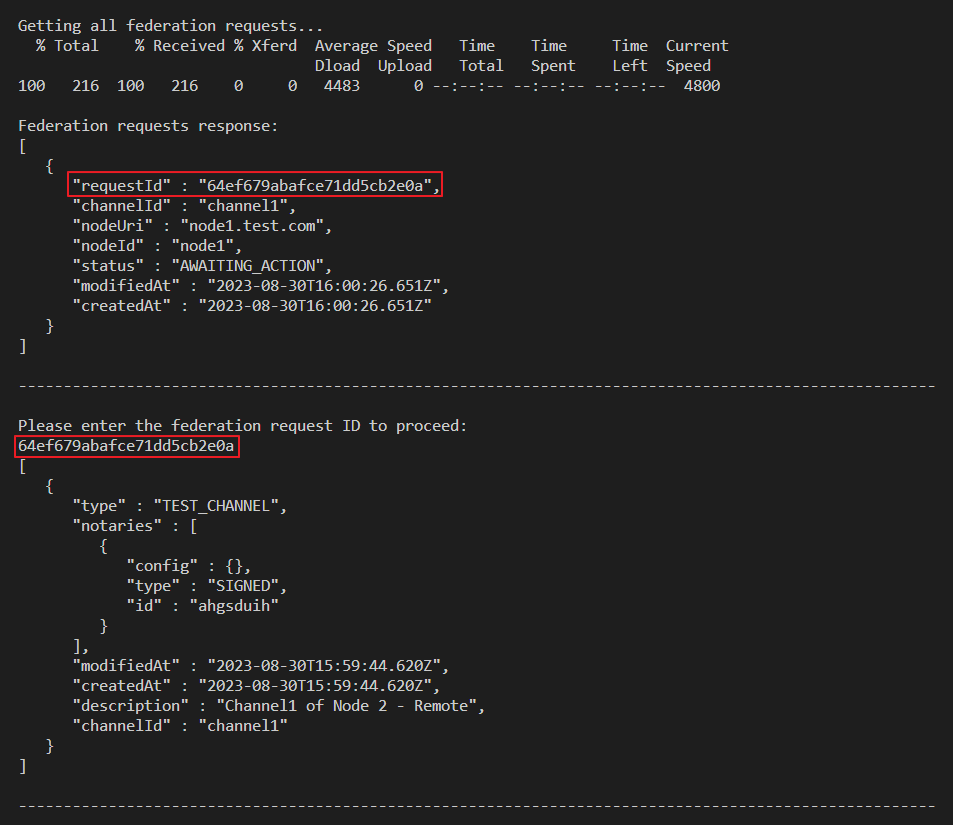 Getting all federation requests...
  % Total    % Received % Xferd  Average Speed   Time    Time     Time  Current
                                 Dload  Upload   Total   Spent    Left  Speed
100   216  100   216    0     0   4483      0 --:--:-- --:--:-- --:--:--  4800
Federation requests response:
[
   {
      "requestId" : "64ef679abafce71dd5cb2e0a",
      "channelId" : "channel1",
      "nodeUri" : "node1.test.com",
      "nodeId" : "node1",
      "status" : "AWAITING_ACTION",
      "modifiedAt" : "2023-08-30T16:00:26.651Z",
      "createdAt" : "2023-08-30T16:00:26.651Z"
   }
]
------------------------------------------------------------------------------------------------------
Please enter the federation request ID to proceed:
64ef679abafce71dd5cb2e0a
[
   {
      "type" : "TEST_CHANNEL",
      "notaries" : [
         {
            "config" : {},
            "type" : "SIGNED",
            "id" : "ahgsduih"
         }
      ],
      "modifiedAt" : "2023-08-30T15:59:44.620Z",
      "createdAt" : "2023-08-30T15:59:44.620Z",
      "description" : "Channel1 of Node 2 - Remote",
      "channelId" : "channel1"
   }
]
------------------------------------------------------------------------------------------------------